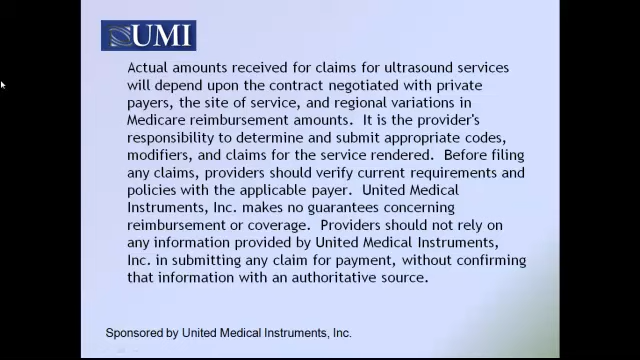 UMI
Actual amounts received for claims for ultrasound services
will depend upon the contract negotiated with private
payers, the site of service, and regional variations in
Medicare reimbursement amounts. It is the provider's
responsibility to determine and submit appropriate codes,
modifiers, and claims for the service rendered. Before filing
any claims, providers should verify current requirements and
policies with the applicable payer. United Medical
Instruments, Inc. makes no guarantees concerning
reimbursement or coverage. Providers should not rely on
any information provided by United Medical Instruments,
Inc. in submitting any claim for payment, without confirming
that information with an authoritative source.
Sponsored by United Medical Instruments, Inc.